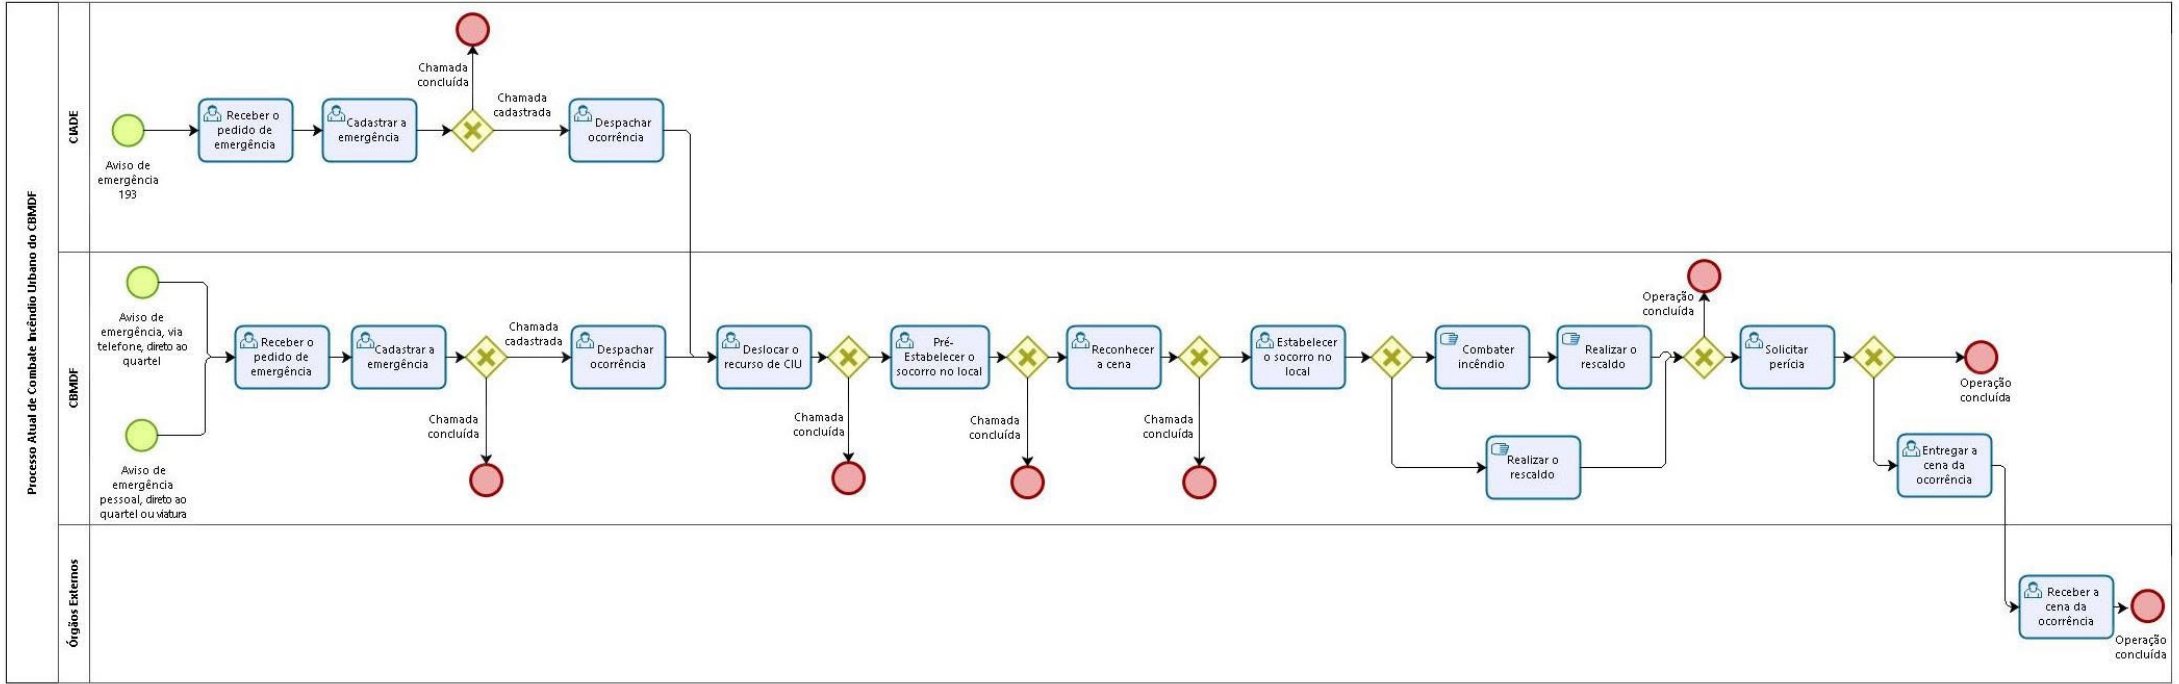 Processo Atual de Combate Incêndio Urbano do CBMDF
CIADE
Aviso de
emergência
193
Receber o
pedido de
emergência
Cadastrar a
emergência
Chamada
concluída
Chamada
cadastrada
Despachar
ocorrência
CBMDF
Aviso de
emergência, via
telefone, direto ao
quartel
Aviso de
emergência
pessoal, direto ao
quartel ou viatura
Receber o
pedido de
emergência
Cadastrar a
emergência
Chamada
concluída
Chamada
cadastrada
Despachar
ocorrência
Deslocar o
recurso de CIU
Chamada
concluída
Pré-
Estabelecer o
socorro no local
Chamada
concluída
Reconhecer
a cena
Chamada
concluída
Estabelecer
o socorro no
local
Combater
incêndio
Realizar o
rescaldo
Realizar o
rescaldo
Operação
concluída
Solicitar
perícia
Operação
concluída
Entregar a
cena da
ocorrência
Órgãos Externos
Receber a
cena da
ocorrência
Operação
concluída